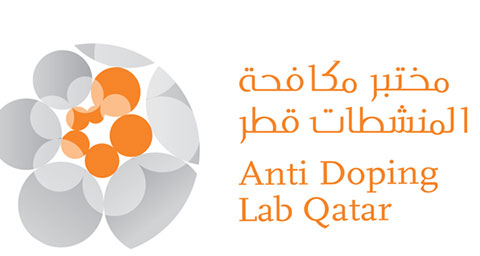 مختبر مكافحة
المنشطات قطر
Anti Doping
Lab Qatar